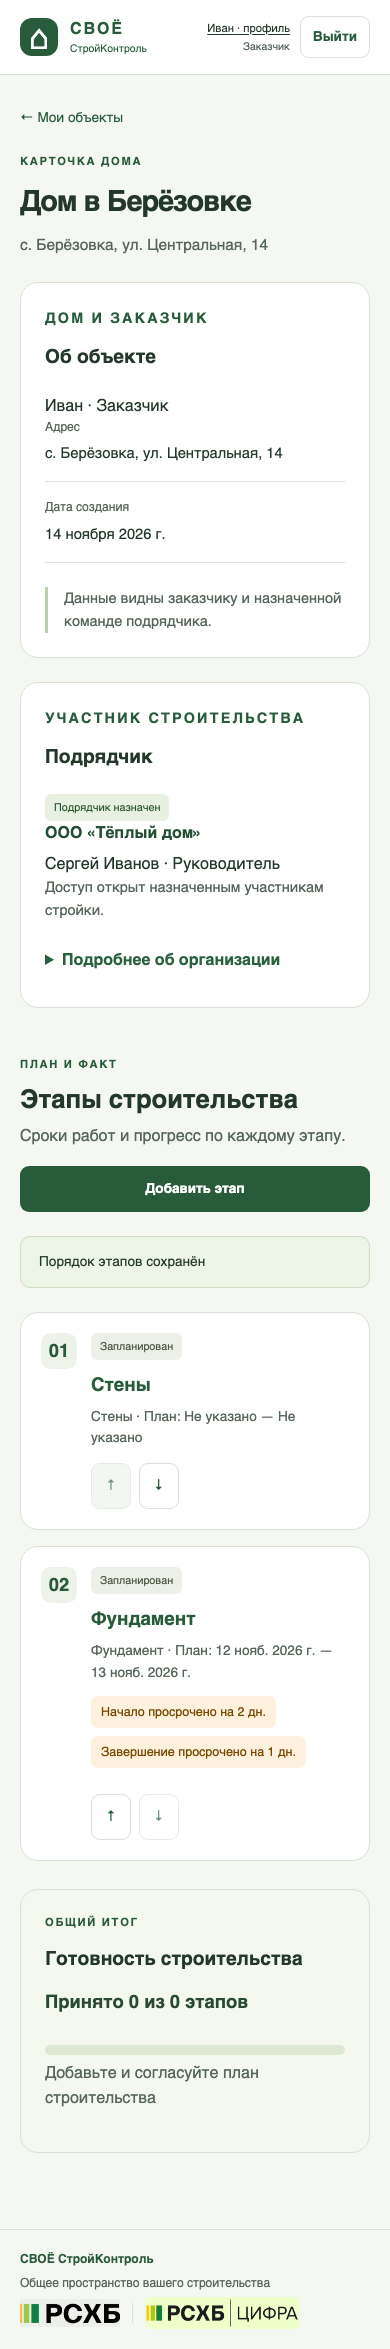 СВОЁ
СтройКонтроль
Иван · профиль
Заказчик
Выйти
← Мои объекты
КАРТОЧКА ДОМА
Дом в Берёзовке
с. Берёзовка, ул. Центральная, 14
ДОМ И ЗАКАЗЧИК
Об объекте
Иван · Заказчик
Адрес
с. Берёзовка, ул. Центральная, 14
Дата создания
14 ноября 2026 г.
Данные видны заказчику и назначенной
команде подрядчика.
УЧАСТНИК СТРОИТЕЛЬСТВА
Подрядчик
Подрядчик назначен
ООО «Тёплый дом»
Сергей Иванов · Руководитель
Доступ открыт назначенным участникам
стройки.
▶ Подробнее об организации
ПЛАН И ФАКТ
Этапы строительства
Сроки работ и прогресс по каждому этапу.
Добавить этап
Порядок этапов сохранён
01
Запланирован
Стены
Стены · План: Не указано — Не
указано
↑ ↓
02
Запланирован
Фундамент
Фундамент · План: 12 нояб. 2026 г. —
13 нояб. 2026 г.
Начало просрочено на 2 дн.
Завершение просрочено на 1 дн.
↑ ↓
ОБЩИЙ ИТОГ
Готовность строительства
Принято 0 из 0 этапов
Добавьте и согласуйте план
строительства
СВОЁ СтройКонтроль
Общее пространство вашего строительства
РСХБ
РСХБ ЦИФРА